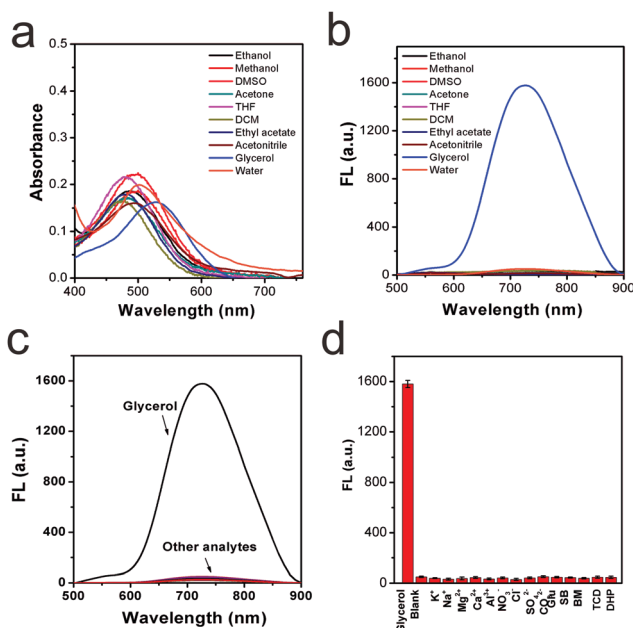 a
0.5
0.4
0.3
0.2
0.1
0.0
Absorbance
400 500 600 700
Wavelength (nm)
Ethanol
Methanol
DMSO
Acetone
THF
DCM
Ethyl acetate
Acetonitrile
Glycerol
Water
b
1600
1200
800
400
0
FL (a.u.)
500 600 700 800 900
Wavelength (nm)
Ethanol
Methanol
DMSO
Acetone
THF
DCM
Ethyl acetate
Acetonitrile
Glycerol
Water
c
1600
1200
800
400
0
FL (a.u.)
500 600 700 800 900
Wavelength (nm)
Glycerol
Other analytes
d
1600
1200
800
400
0
FL (a.u.)
Glycerol
Blank
K⁺
Na⁺
Mg²⁺
Ca²⁺
Al³⁺
NO₃⁻
Cl⁻
SO₄²⁻
CO₃²⁻
Glu
SB
BM
TCD
DHP